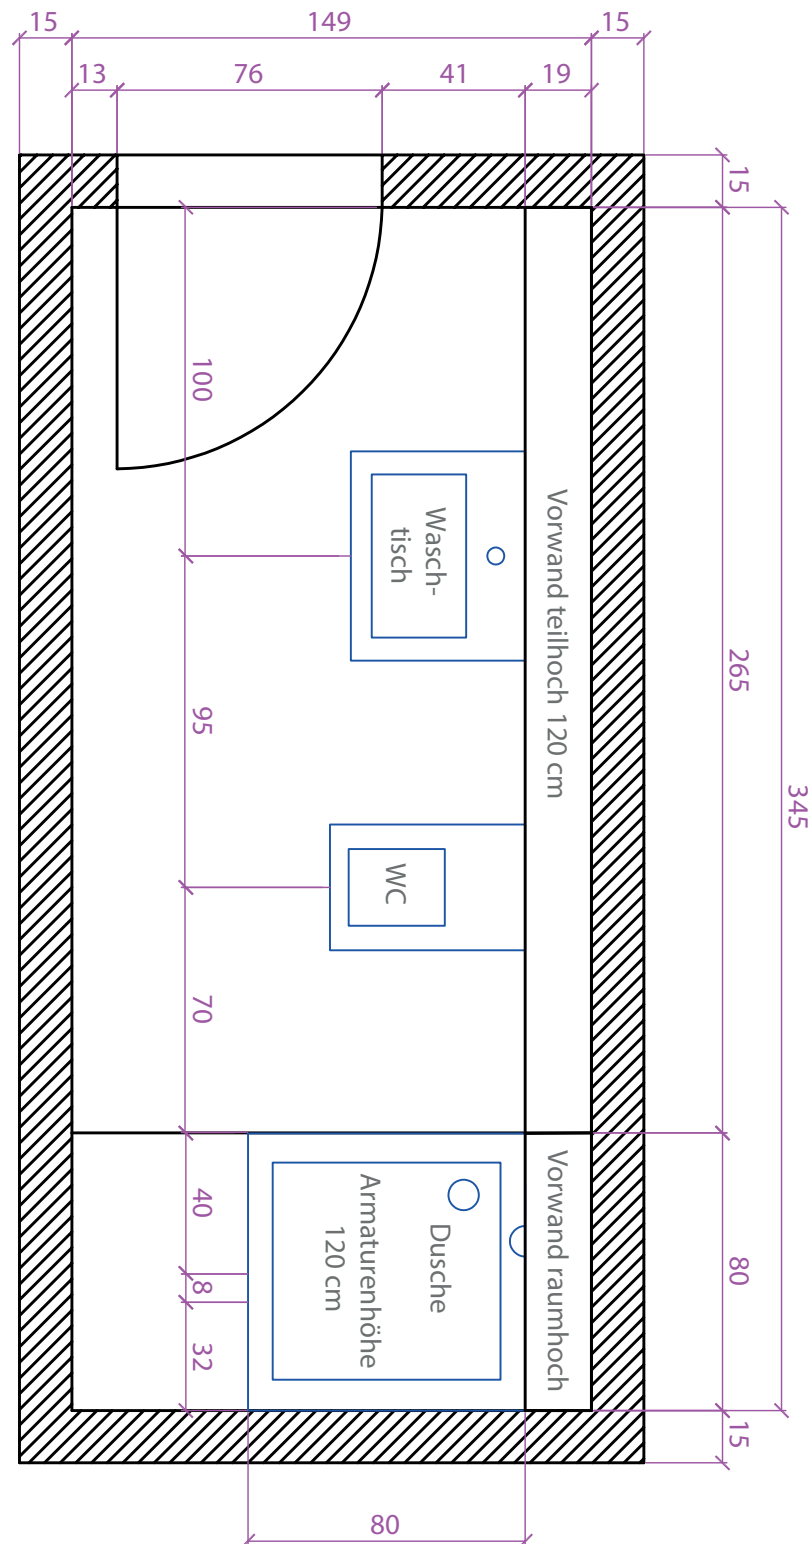 15
149
15
13
76
41
19
15
100
Wasch-
tisch
Vorwand teilhoch 120 cm
265
95
345
WC
70
40
8
32
Dusche
Armaturenhöhe
120 cm
Vorwand raumhoch
80
15
80